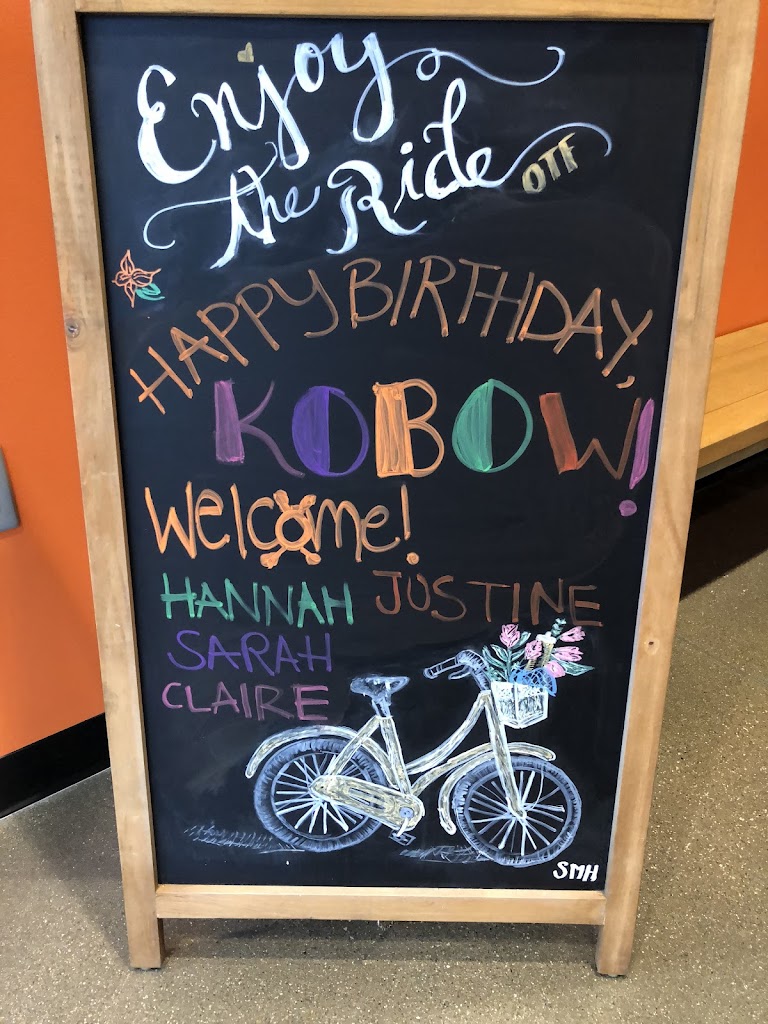 Enjoy
the Ride OTF
HAPPY BIRTHDAY,
KOBOW!
Welcome!
HANNAH JUSTINE
SARAH
CLAIRE
SMH